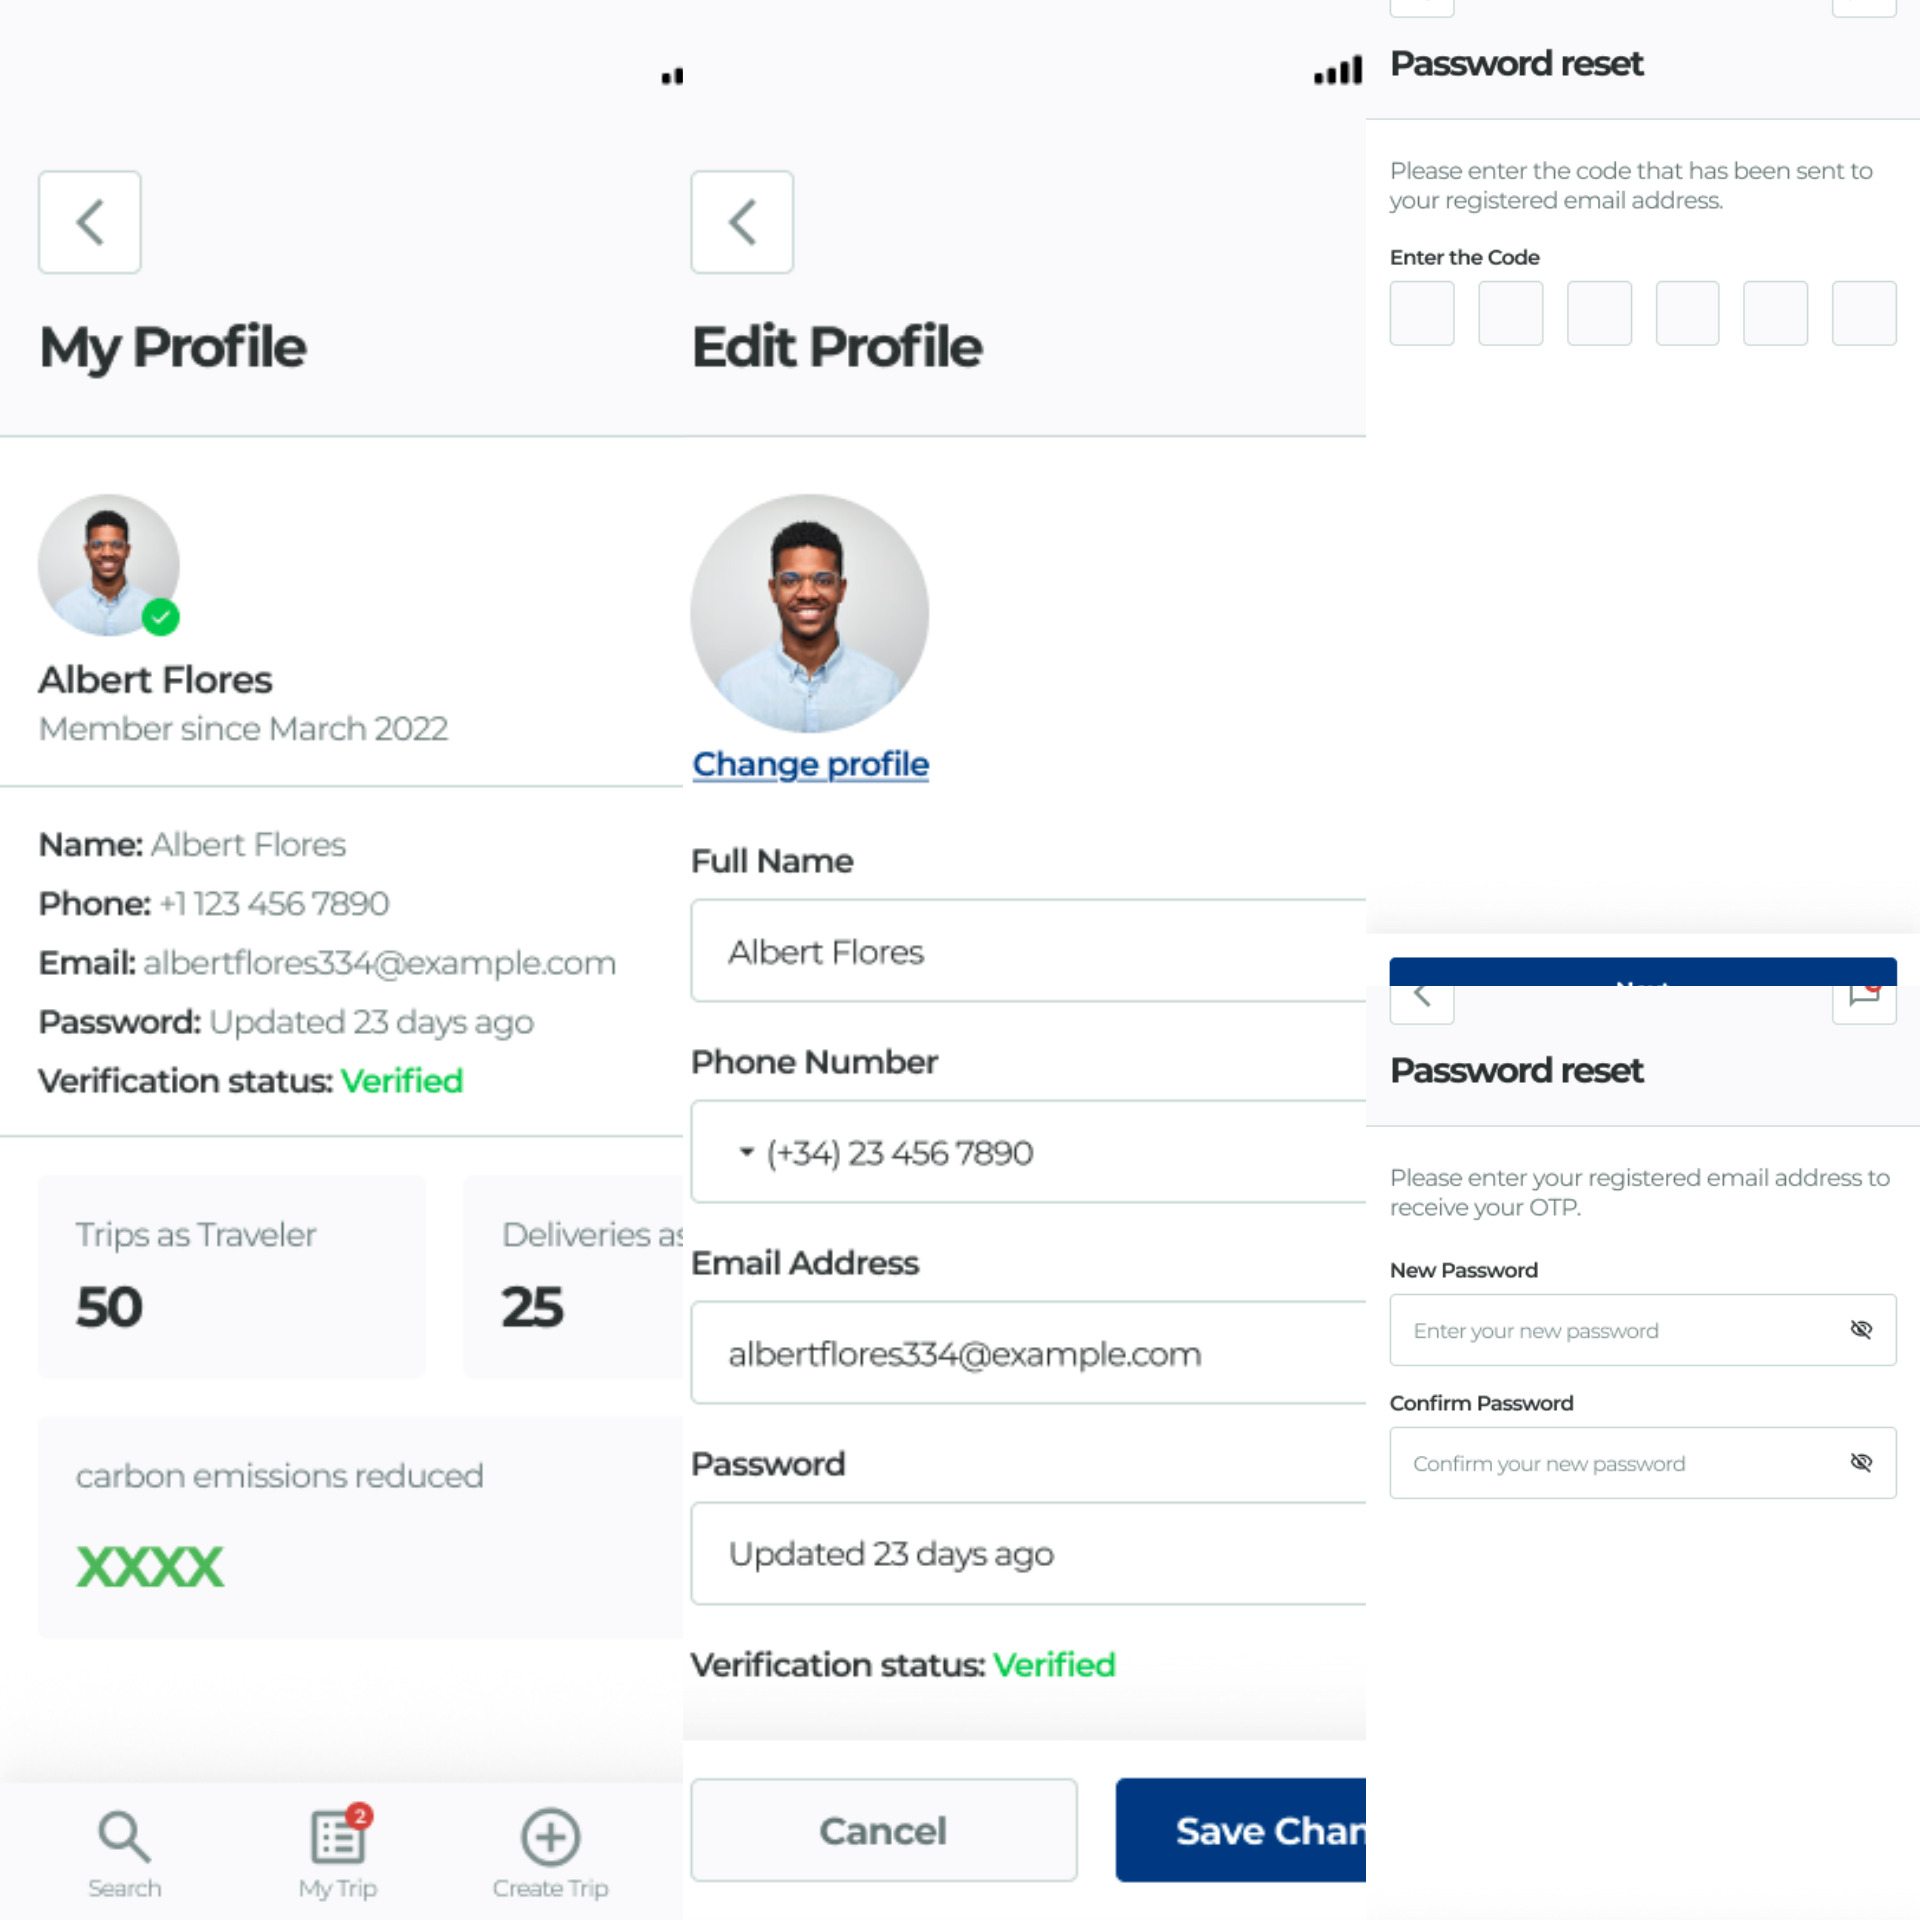 My Profile
Albert Flores
Member since March 2022
Name: Albert Flores
Phone: +1 123 456 7890
Email: albertflores334@example.com
Password: Updated 23 days ago
Verification status: Verified
Trips as Traveler
50
Deliveries as
25
carbon emissions reduced
XXXX
Search
2
My Trip
Create Trip
Edit Profile
Change profile
Full Name
Albert Flores
Phone Number
(+34) 23 456 7890
Email Address
albertflores334@example.com
Password
Updated 23 days ago
Verification status: Verified
Cancel
Save Chan
Password reset
Please enter the code that has been sent to
your registered email address.
Enter the Code
Password reset
Please enter your registered email address to
receive your OTP.
New Password
Enter your new password
Confirm Password
Confirm your new password